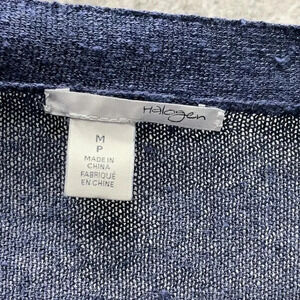 Halogen
M
P
MADE IN
CHINA
FABRIQUÉ
EN CHINE